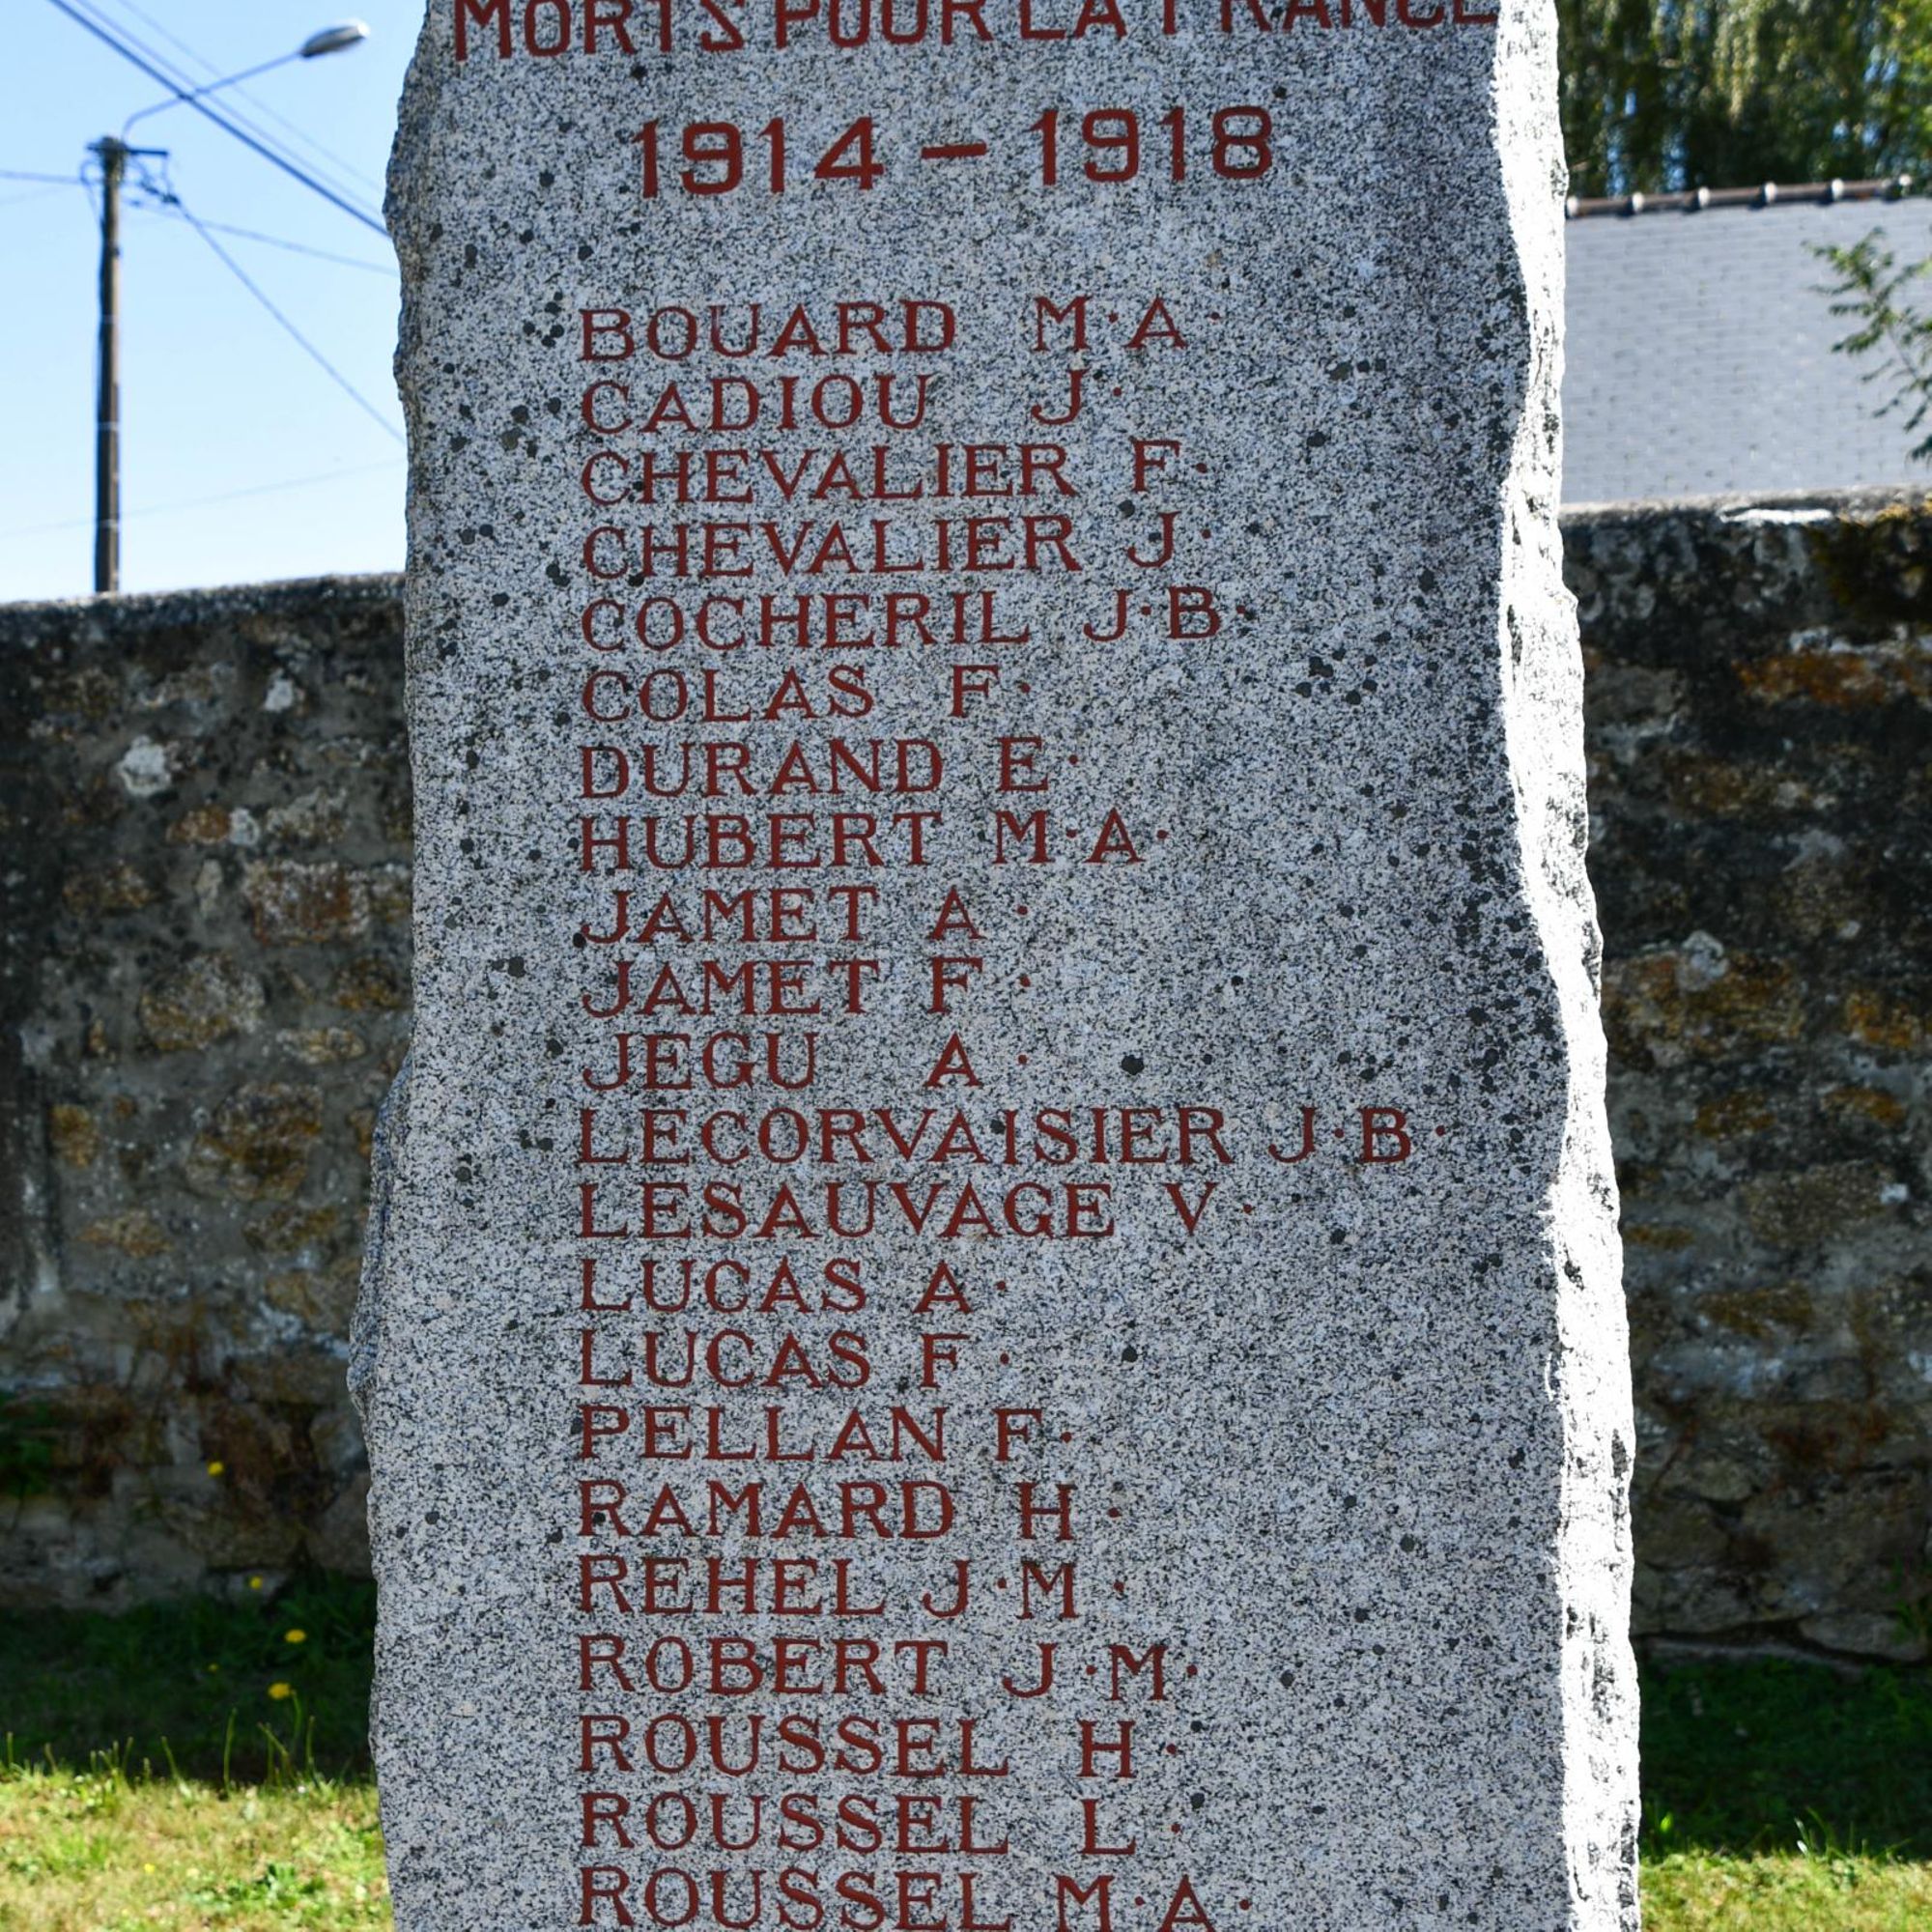 MORTS POUR LA FRANCE
1914 - 1918
BOUARD M.A.
CADIOU J.
CHEVALIER F.
CHEVALIER J.
COCHERIL J.B.
COLAS F.
DURAND E.
HUBERT M.A.
JAMET A.
JAMET F.
JEGU A.
LECORVAISIER J.B.
LESAUVAGE V.
LUCAS A.
LUCAS F.
PELLAN F.
RAMARD H.
REHEL J.M.
ROBERT J.M.
ROUSSEL H.
ROUSSEL L.
ROUSSEL M.A.